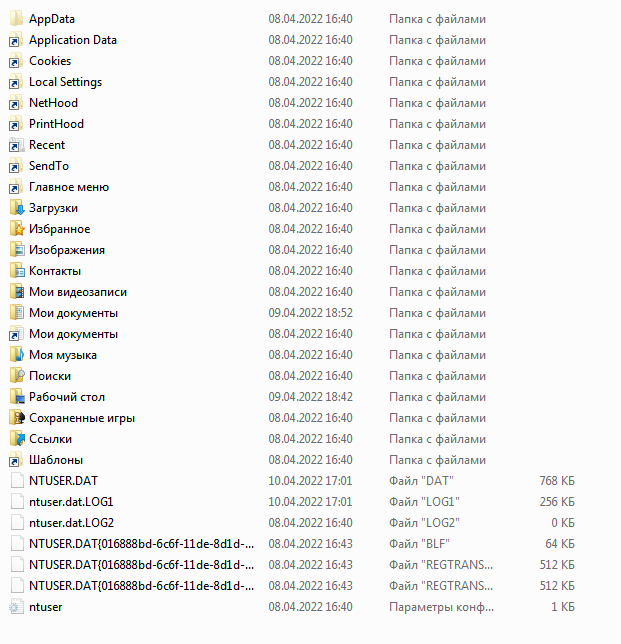 AppData 08.04.2022 16:40 Папка с файлами
Application Data 08.04.2022 16:40 Папка с файлами
Cookies 08.04.2022 16:40 Папка с файлами
Local Settings 08.04.2022 16:40 Папка с файлами
NetHood 08.04.2022 16:40 Папка с файлами
PrintHood 08.04.2022 16:40 Папка с файлами
Recent 08.04.2022 16:40 Папка с файлами
SendTo 08.04.2022 16:40 Папка с файлами
Главное меню 08.04.2022 16:40 Папка с файлами
Загрузки 08.04.2022 16:40 Папка с файлами
Избранное 08.04.2022 16:40 Папка с файлами
Изображения 08.04.2022 16:40 Папка с файлами
Контакты 08.04.2022 16:40 Папка с файлами
Мои видеозаписи 08.04.2022 16:40 Папка с файлами
Мои документы 09.04.2022 18:52 Папка с файлами
Мои документы 08.04.2022 16:40 Папка с файлами
Моя музыка 08.04.2022 16:40 Папка с файлами
Поиски 08.04.2022 16:40 Папка с файлами
Рабочий стол 09.04.2022 18:42 Папка с файлами
Сохраненные игры 08.04.2022 16:40 Папка с файлами
Ссылки 08.04.2022 16:40 Папка с файлами
Шаблоны 08.04.2022 16:40 Папка с файлами
NTUSER.DAT 10.04.2022 17:01 Файл "DAT" 768 КБ
ntuser.dat.LOG1 10.04.2022 17:01 Файл "LOG1" 256 КБ
ntuser.dat.LOG2 08.04.2022 16:40 Файл "LOG2" 0 КБ
NTUSER.DAT{016888bd-6c6f-11de-8d1d-... 08.04.2022 16:43 Файл "BLF" 64 КБ
NTUSER.DAT{016888bd-6c6f-11de-8d1d-... 08.04.2022 16:43 Файл "REGTRANS... 512 КБ
NTUSER.DAT{016888bd-6c6f-11de-8d1d-... 08.04.2022 16:43 Файл "REGTRANS... 512 КБ
ntuser 08.04.2022 16:40 Параметры конф... 1 КБ